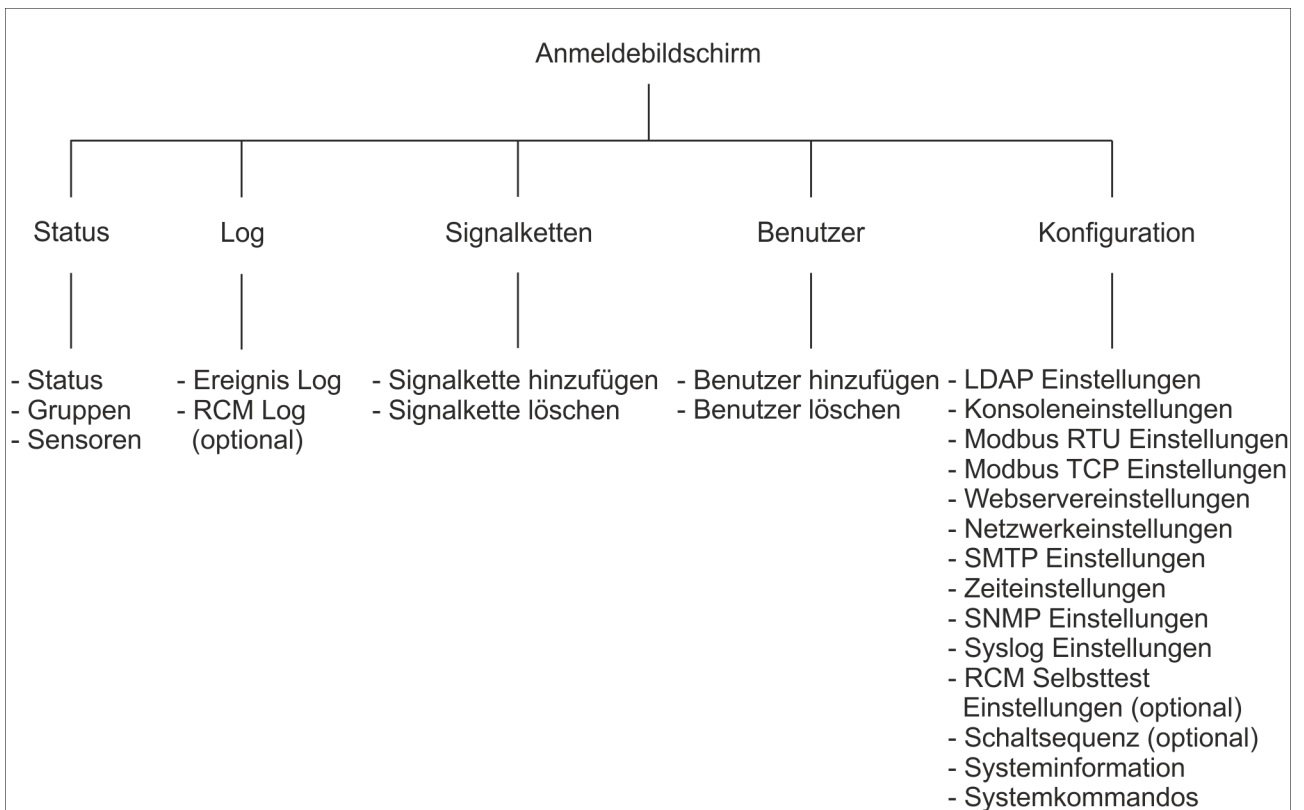 Anmeldebildschirm
Status
Log
Signalketten
Benutzer
Konfiguration
- Status
- Gruppen
- Sensoren
- Ereignis Log
- RCM Log
(optional)
- Signalkette hinzufügen
- Signalkette löschen
- Benutzer hinzufügen
- Benutzer löschen
- LDAP Einstellungen
- Konsoleneinstellungen
- Modbus RTU Einstellungen
- Modbus TCP Einstellungen
- Webservereinstellungen
- Netzwerkeinstellungen
- SMTP Einstellungen
- Zeiteinstellungen
- SNMP Einstellungen
- Syslog Einstellungen
- RCM Selbsttest
Einstellungen (optional)
- Schaltsequenz (optional)
- Systeminformation
- Systemkommandos